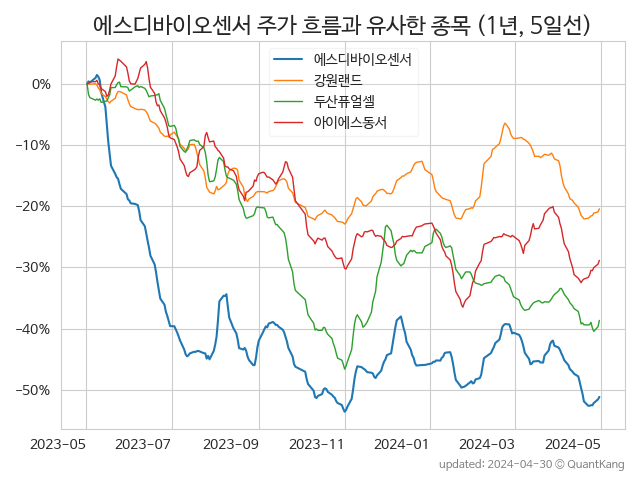 에스디바이오센서 주가 흐름과 유사한 종목 (1년, 5일선)
에스디바이오센서
강원랜드
두산퓨얼셀
아이에스동서
0%
−10%
−20%
−30%
−40%
−50%
2023-05 2023-07 2023-09 2023-11 2024-01 2024-03 2024-05
updated: 2024-04-30 © QuantKang